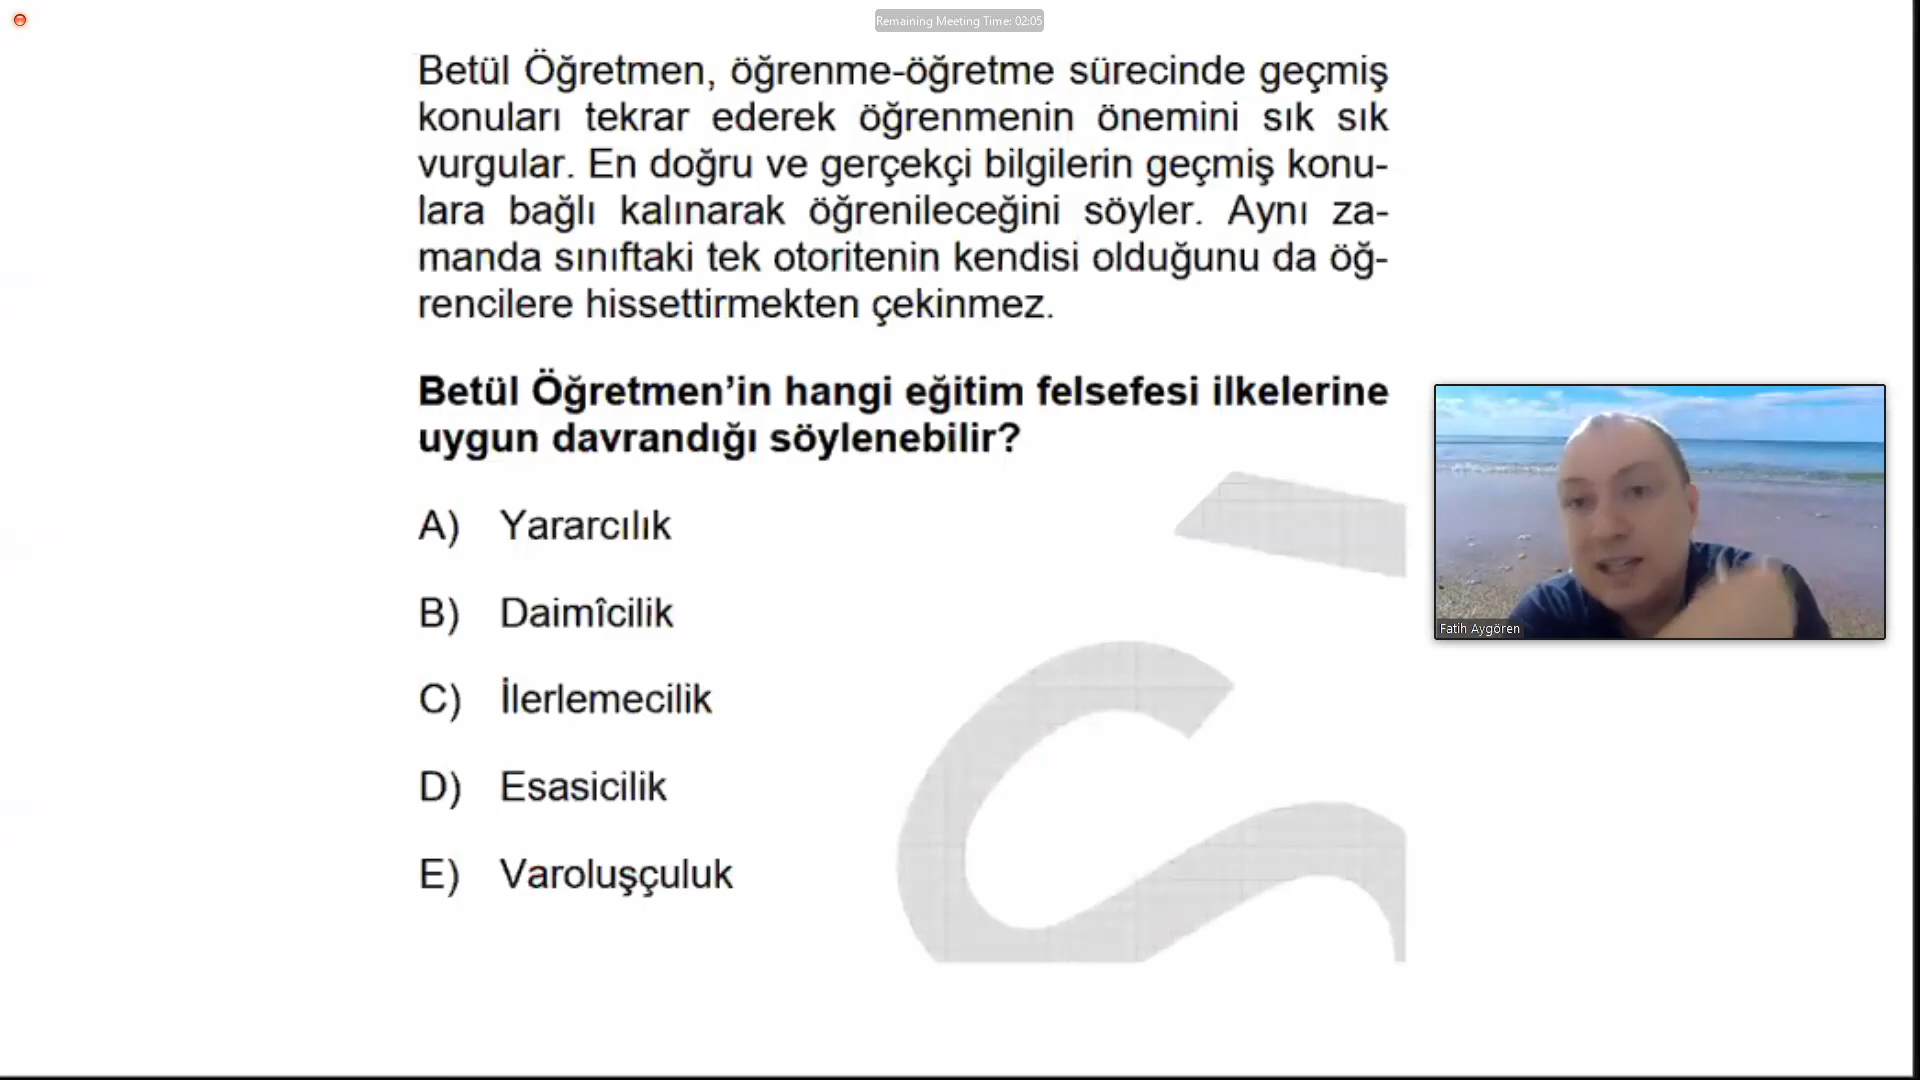 Remaining Meeting Time: 02:05
Betül Öğretmen, öğrenme-öğretme sürecinde geçmiş
konuları tekrar ederek öğrenmenin önemini sık sık
vurgular. En doğru ve gerçekçi bilgilerin geçmiş konu-
lara bağlı kalınarak öğrenileceğini söyler. Aynı za-
manda sınıftaki tek otoritenin kendisi olduğunu da öğ-
rencilere hissettirmekten çekinmez.
Betül Öğretmen’in hangi eğitim felsefesi ilkelerine
uygun davrandığı söylenebilir?
A) Yararcılık
B) Daimîcilik
C) İlerlemecilik
D) Esasicilik
E) Varoluşçuluk
Fatih Aygören